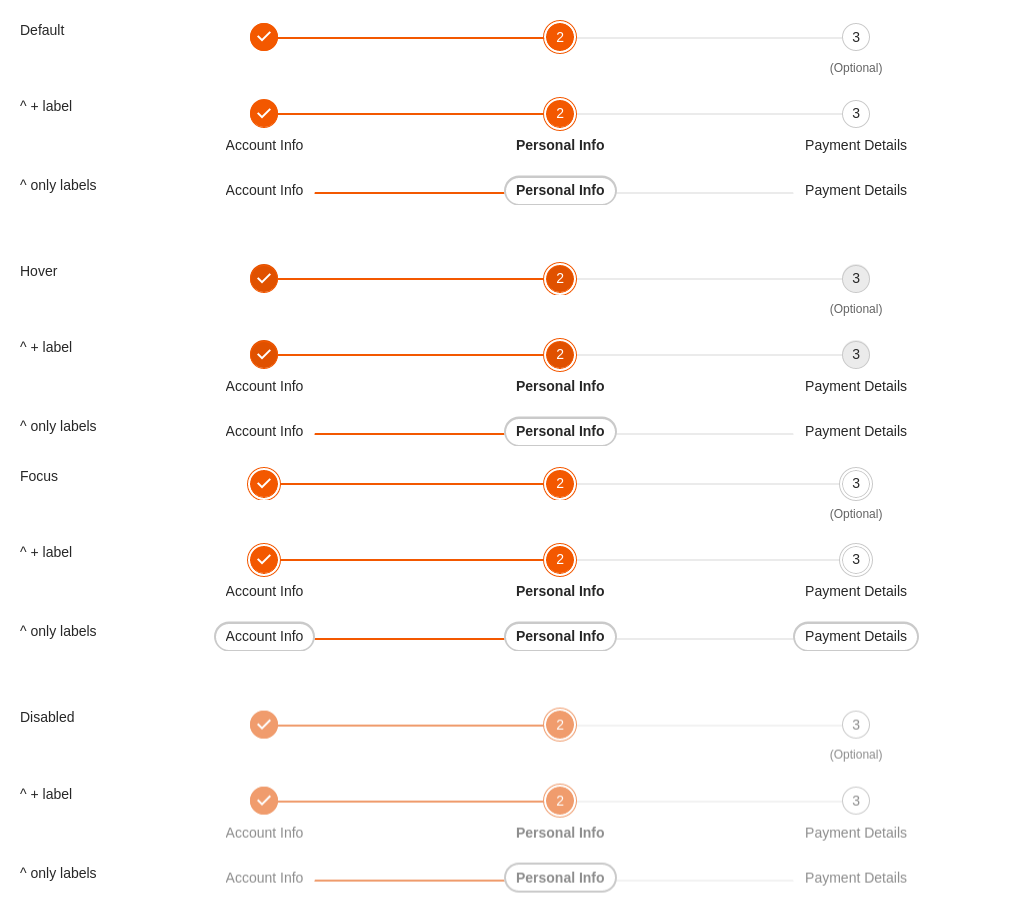 Default 2 3
(Optional)
^ + label 2 3
Account Info Personal Info Payment Details
^ only labels Account Info Personal Info Payment Details
Hover 2 3
(Optional)
^ + label 2 3
Account Info Personal Info Payment Details
^ only labels Account Info Personal Info Payment Details
Focus 2 3
(Optional)
^ + label 2 3
Account Info Personal Info Payment Details
^ only labels Account Info Personal Info Payment Details
Disabled 2 3
(Optional)
^ + label 2 3
Account Info Personal Info Payment Details
^ only labels Account Info Personal Info Payment Details